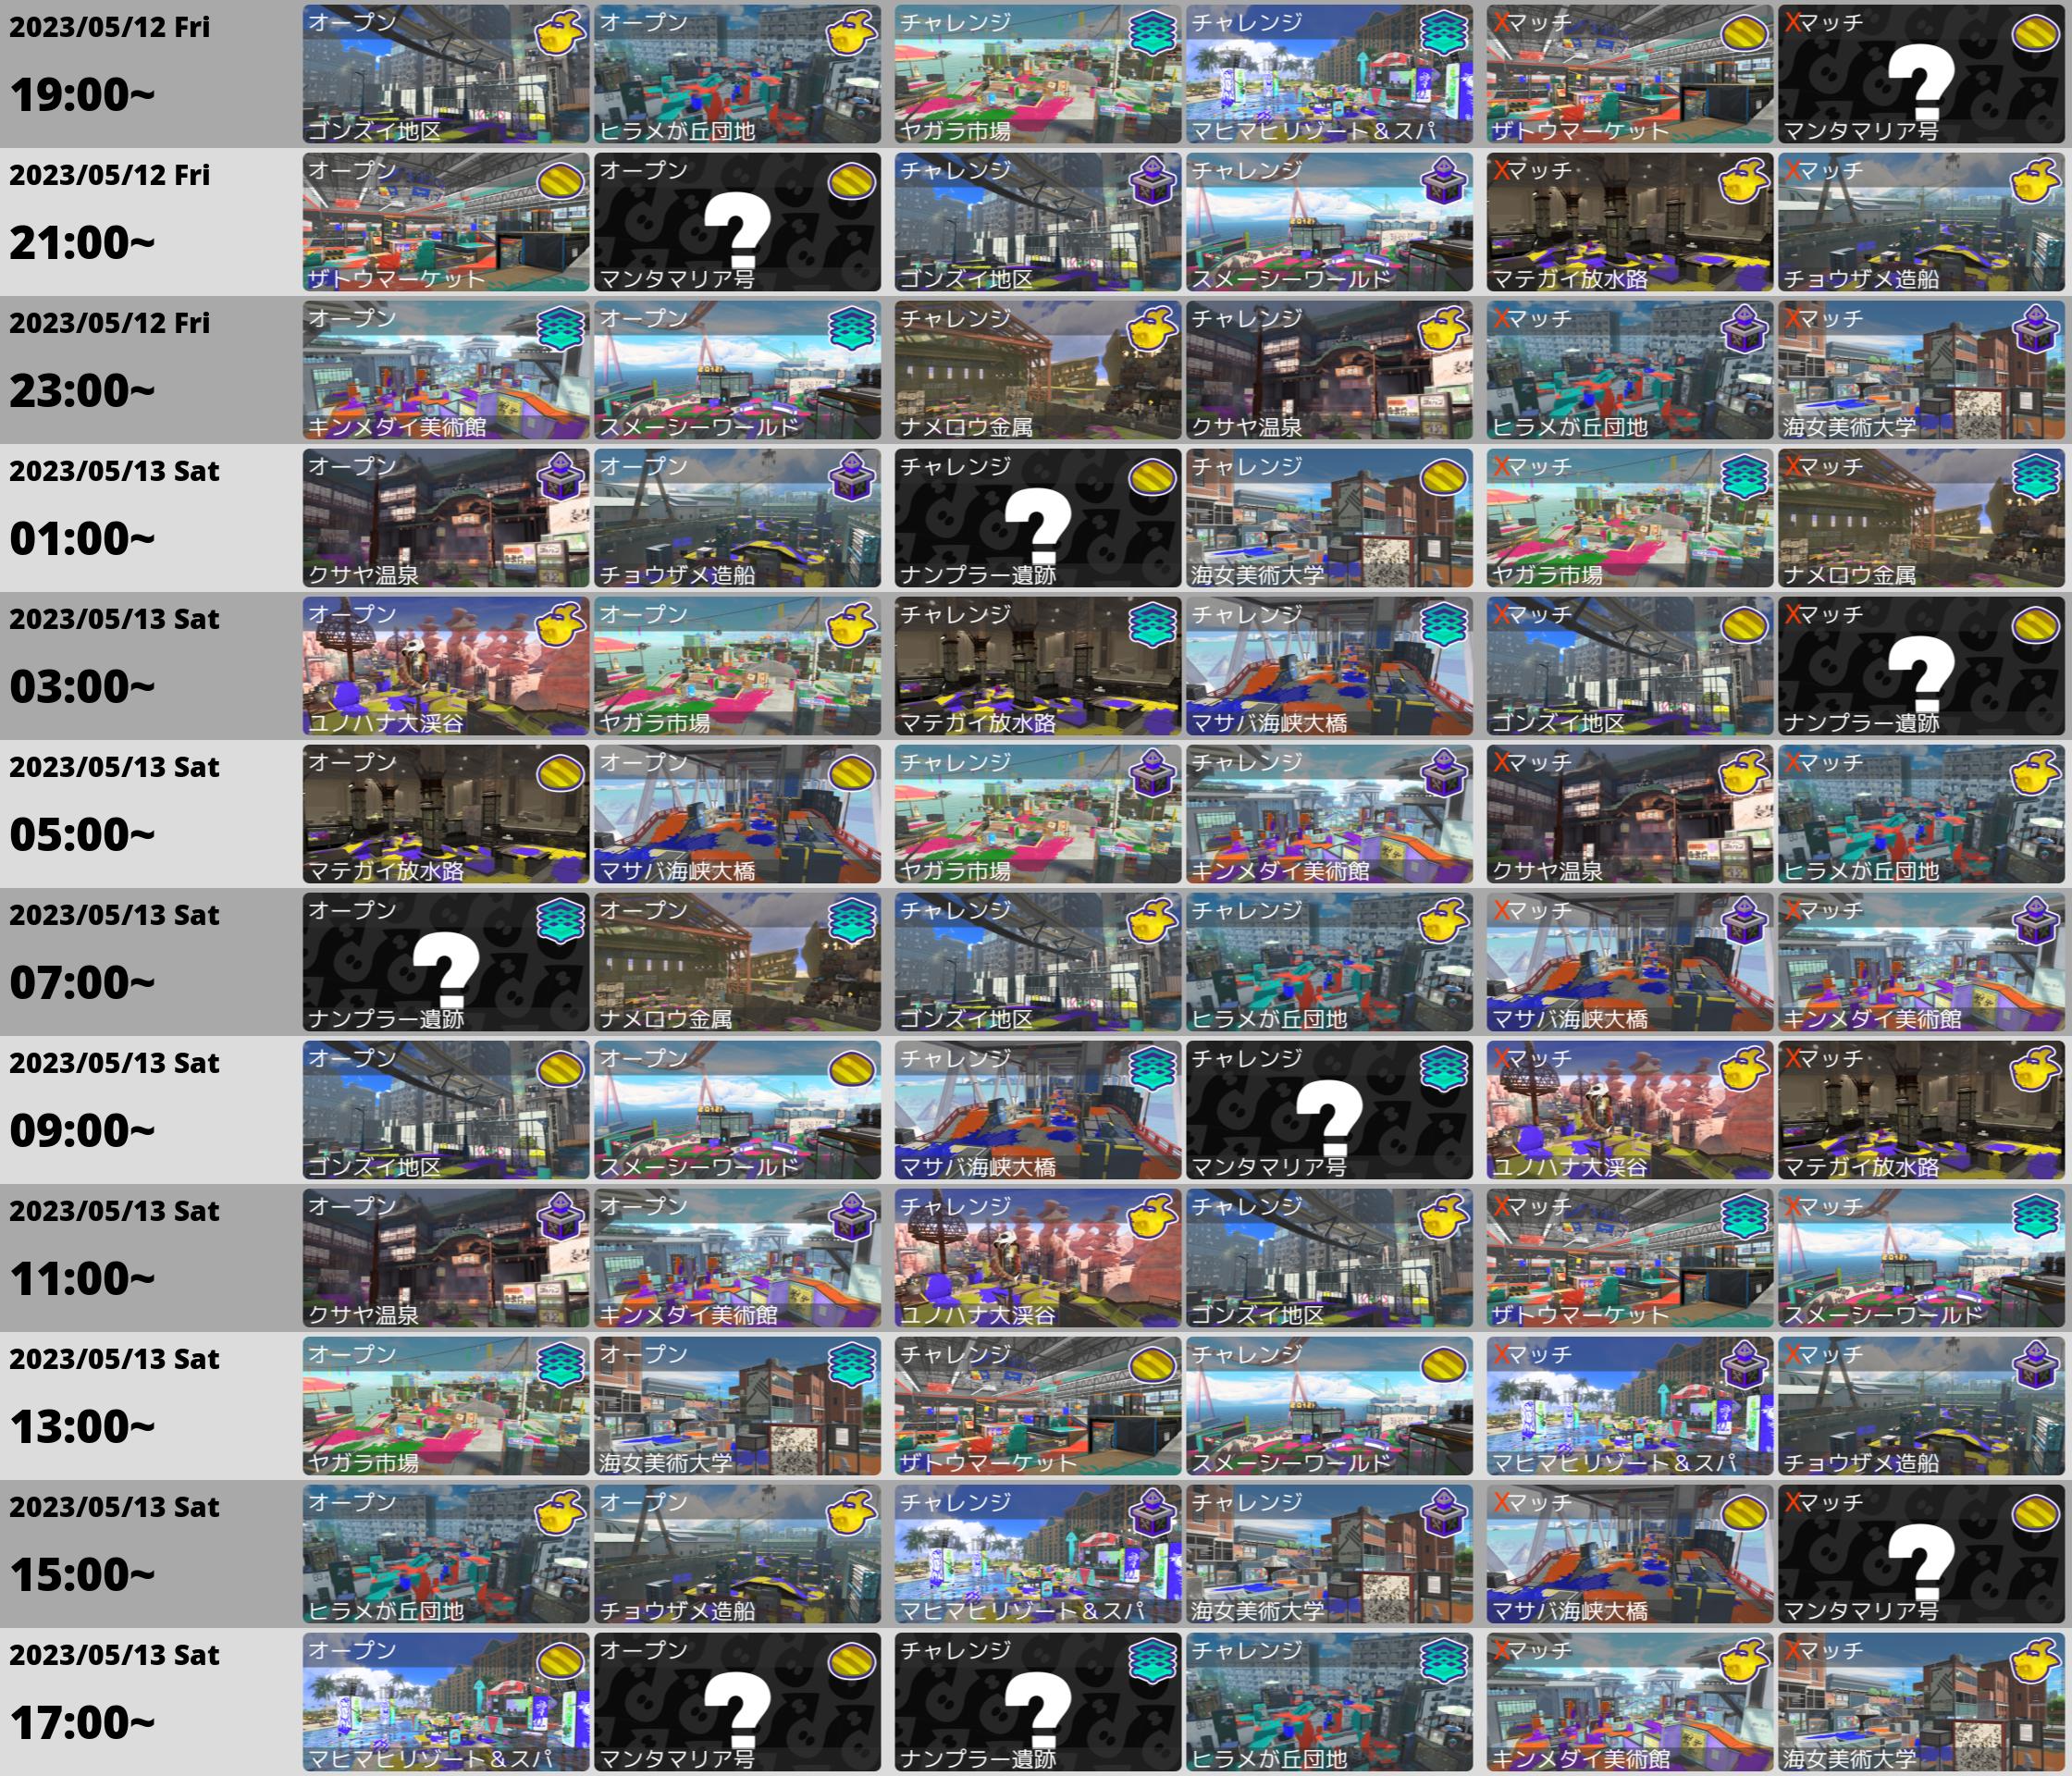 2023/05/12 Fri
19:00~
オープン
ゴンズイ地区
オープン
ヒラメが丘団地
チャレンジ
ヤガラ市場
チャレンジ
マヒマヒリゾート＆スパ
Xマッチ
ザトウマーケット
Xマッチ
?
マンタマリア号
2023/05/12 Fri
21:00~
オープン
ザトウマーケット
オープン
?
マンタマリア号
チャレンジ
ゴンズイ地区
チャレンジ
スメーシーワールド
Xマッチ
マテガイ放水路
Xマッチ
チョウザメ造船
2023/05/12 Fri
23:00~
オープン
キンメダイ美術館
オープン
スメーシーワールド
チャレンジ
ナメロウ金属
チャレンジ
クサヤ温泉
Xマッチ
ヒラメが丘団地
Xマッチ
海女美術大学
2023/05/13 Sat
01:00~
オープン
クサヤ温泉
オープン
チョウザメ造船
チャレンジ
?
ナンプラー遺跡
チャレンジ
海女美術大学
Xマッチ
ヤガラ市場
Xマッチ
ナメロウ金属
2023/05/13 Sat
03:00~
オープン
ユノハナ大渓谷
オープン
ヤガラ市場
チャレンジ
マテガイ放水路
チャレンジ
マサバ海峡大橋
Xマッチ
ゴンズイ地区
Xマッチ
?
ナンプラー遺跡
2023/05/13 Sat
05:00~
オープン
マテガイ放水路
オープン
マサバ海峡大橋
チャレンジ
ヤガラ市場
チャレンジ
キンメダイ美術館
Xマッチ
クサヤ温泉
Xマッチ
ヒラメが丘団地
2023/05/13 Sat
07:00~
オープン
?
ナンプラー遺跡
オープン
ナメロウ金属
チャレンジ
ゴンズイ地区
チャレンジ
ヒラメが丘団地
Xマッチ
マサバ海峡大橋
Xマッチ
キンメダイ美術館
2023/05/13 Sat
09:00~
オープン
ゴンズイ地区
オープン
スメーシーワールド
チャレンジ
マサバ海峡大橋
チャレンジ
?
マンタマリア号
Xマッチ
ユノハナ大渓谷
Xマッチ
マテガイ放水路
2023/05/13 Sat
11:00~
オープン
クサヤ温泉
オープン
キンメダイ美術館
チャレンジ
ユノハナ大渓谷
チャレンジ
ゴンズイ地区
Xマッチ
ザトウマーケット
Xマッチ
スメーシーワールド
2023/05/13 Sat
13:00~
オープン
ヤガラ市場
オープン
海女美術大学
チャレンジ
ザトウマーケット
チャレンジ
スメーシーワールド
Xマッチ
マヒマヒリゾート＆スパ
Xマッチ
チョウザメ造船
2023/05/13 Sat
15:00~
オープン
ヒラメが丘団地
オープン
チョウザメ造船
チャレンジ
マヒマヒリゾート＆スパ
チャレンジ
海女美術大学
Xマッチ
マサバ海峡大橋
Xマッチ
?
マンタマリア号
2023/05/13 Sat
17:00~
オープン
マヒマヒリゾート＆スパ
オープン
?
マンタマリア号
チャレンジ
?
ナンプラー遺跡
チャレンジ
ヒラメが丘団地
Xマッチ
キンメダイ美術館
Xマッチ
海女美術大学